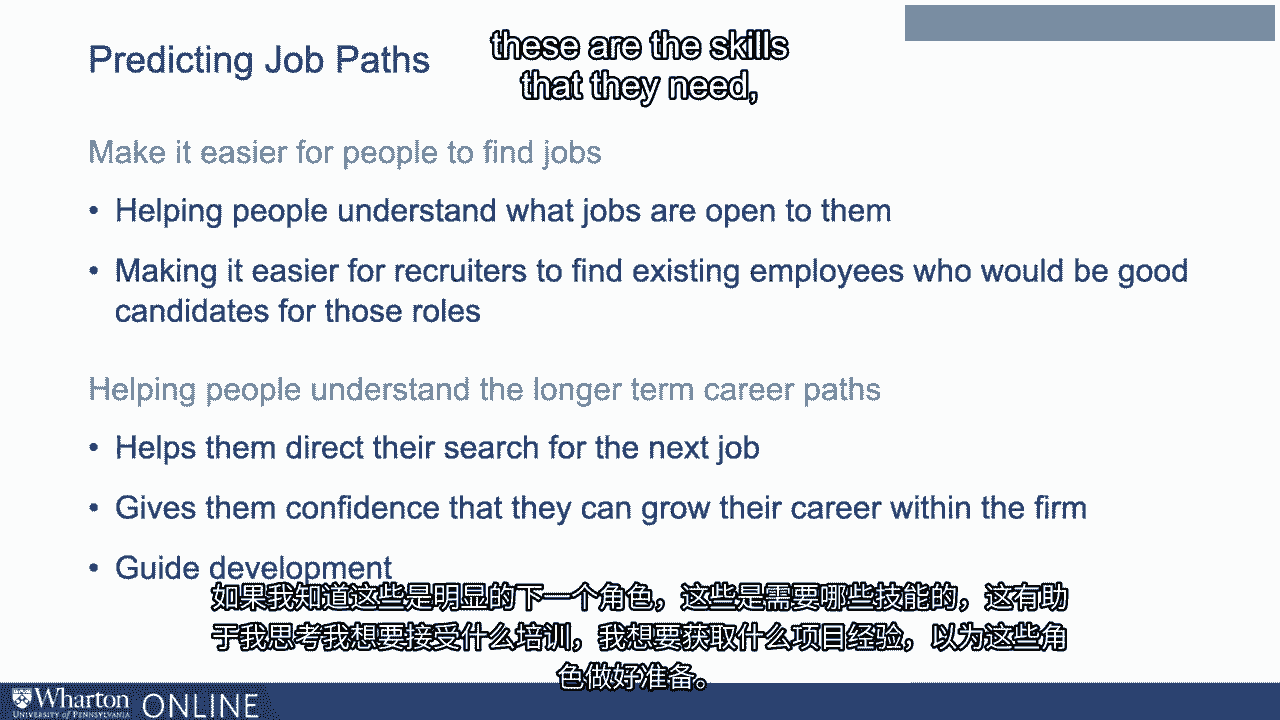 Predicting Job Paths
these are the skills
that they need,
Make it easier for people to find jobs
• Helping people understand what jobs are open to them
• Making it easier for recruiters to find existing employees who would be good
candidates for those roles
Helping people understand the longer term career paths
• Helps them direct their search for the next job
• Gives them confidence that they can grow their career within the firm
• Guide development
如果我知道这些是明显的下一个角色，这些是需要哪些技能的，这有助
于我思考我想要接受什么培训，我想要获取什么项目经验，以为这些角
色做好准备。
Wharton ONLINE
UNIVERSITY of PENNSYLVANIA